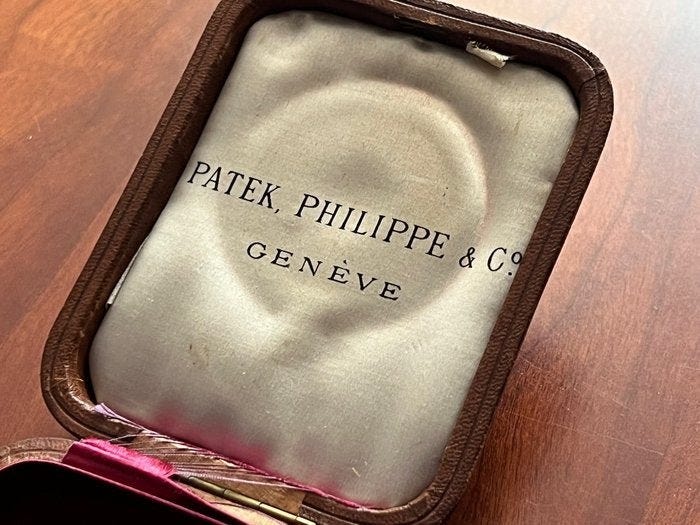 PATEK, PHILIPPE & Cº
GENÈVE